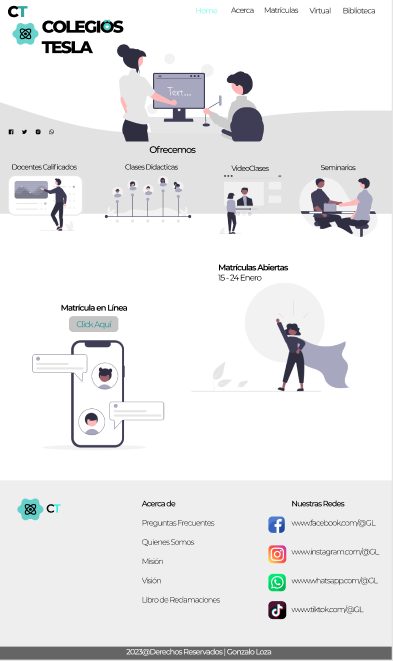 CT
Home Acerca Matrículas Virtual Biblioteca
COLEGIOS
TESLA
Text...
Ofrecemos
Docentes Calificados Clases Didacticas VideoClases Seminarios
Matrículas Abiertas
15 - 24 Enero
Matrícula en Línea
Click Aquí
CT
Acerca de
Preguntas Frecuentes
Quienes Somos
Misión
Visión
Libro de Reclamaciones
Nuestras Redes
www.facebook.com/@GL
www.instagram.com/@GL
www.whatsapp.com/@GL
www.tiktok.com/@GL
2023@Derechos Reservados | Gonzalo Loza